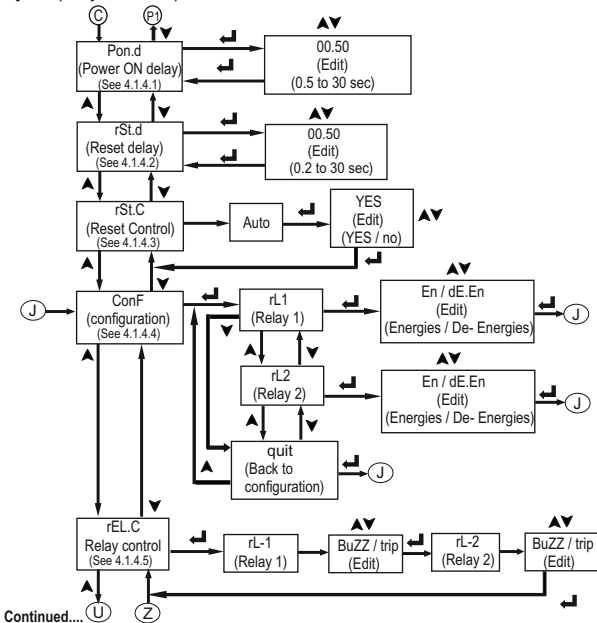 C
P1
Pon.d
(Power ON delay)
(See 4.1.4.1)
00.50
(Edit)
(0.5 to 30 sec)
rSt.d
(Reset delay)
(See 4.1.4.2)
00.50
(Edit)
(0.2 to 30 sec)
rSt.C
(Reset Control)
(See 4.1.4.3)
Auto
YES
(Edit)
(YES / no)
J
ConF
(configuration)
(See 4.1.4.4)
rL1
(Relay 1)
En / dE.En
(Edit)
(Energies / De- Energies)
J
rL2
(Relay 2)
En / dE.En
(Edit)
(Energies / De- Energies)
J
quit
(Back to
configuration)
J
rEL.C
Relay control
(See 4.1.4.5)
rL-1
(Relay 1)
BuZZ / trip
(Edit)
rL-2
(Relay 2)
BuZZ / trip
(Edit)
Continued....
U
Z